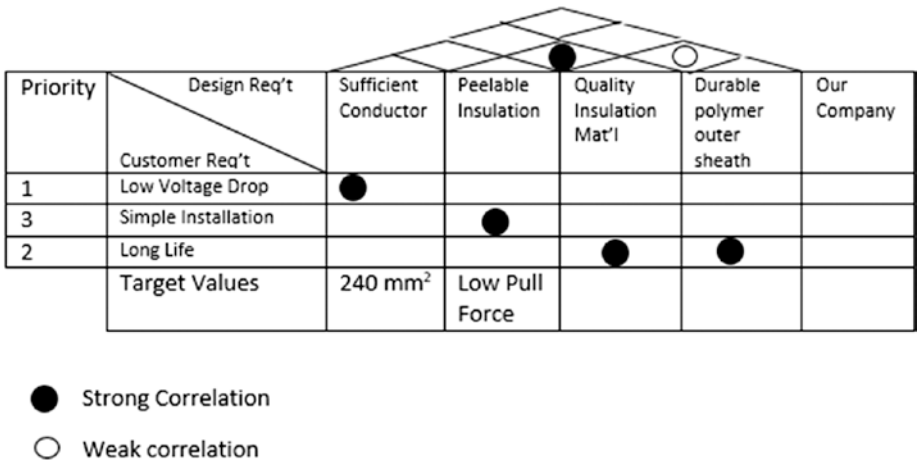 Priority
Design Req't
Customer Req't
Sufficient
Conductor
Peelable
Insulation
Quality
Insulation
Mat'l
Durable
polymer
outer
sheath
Our
Company
1
Low Voltage Drop
3
Simple Installation
2
Long Life
Target Values
240 mm²
Low Pull
Force
Strong Correlation
Weak correlation